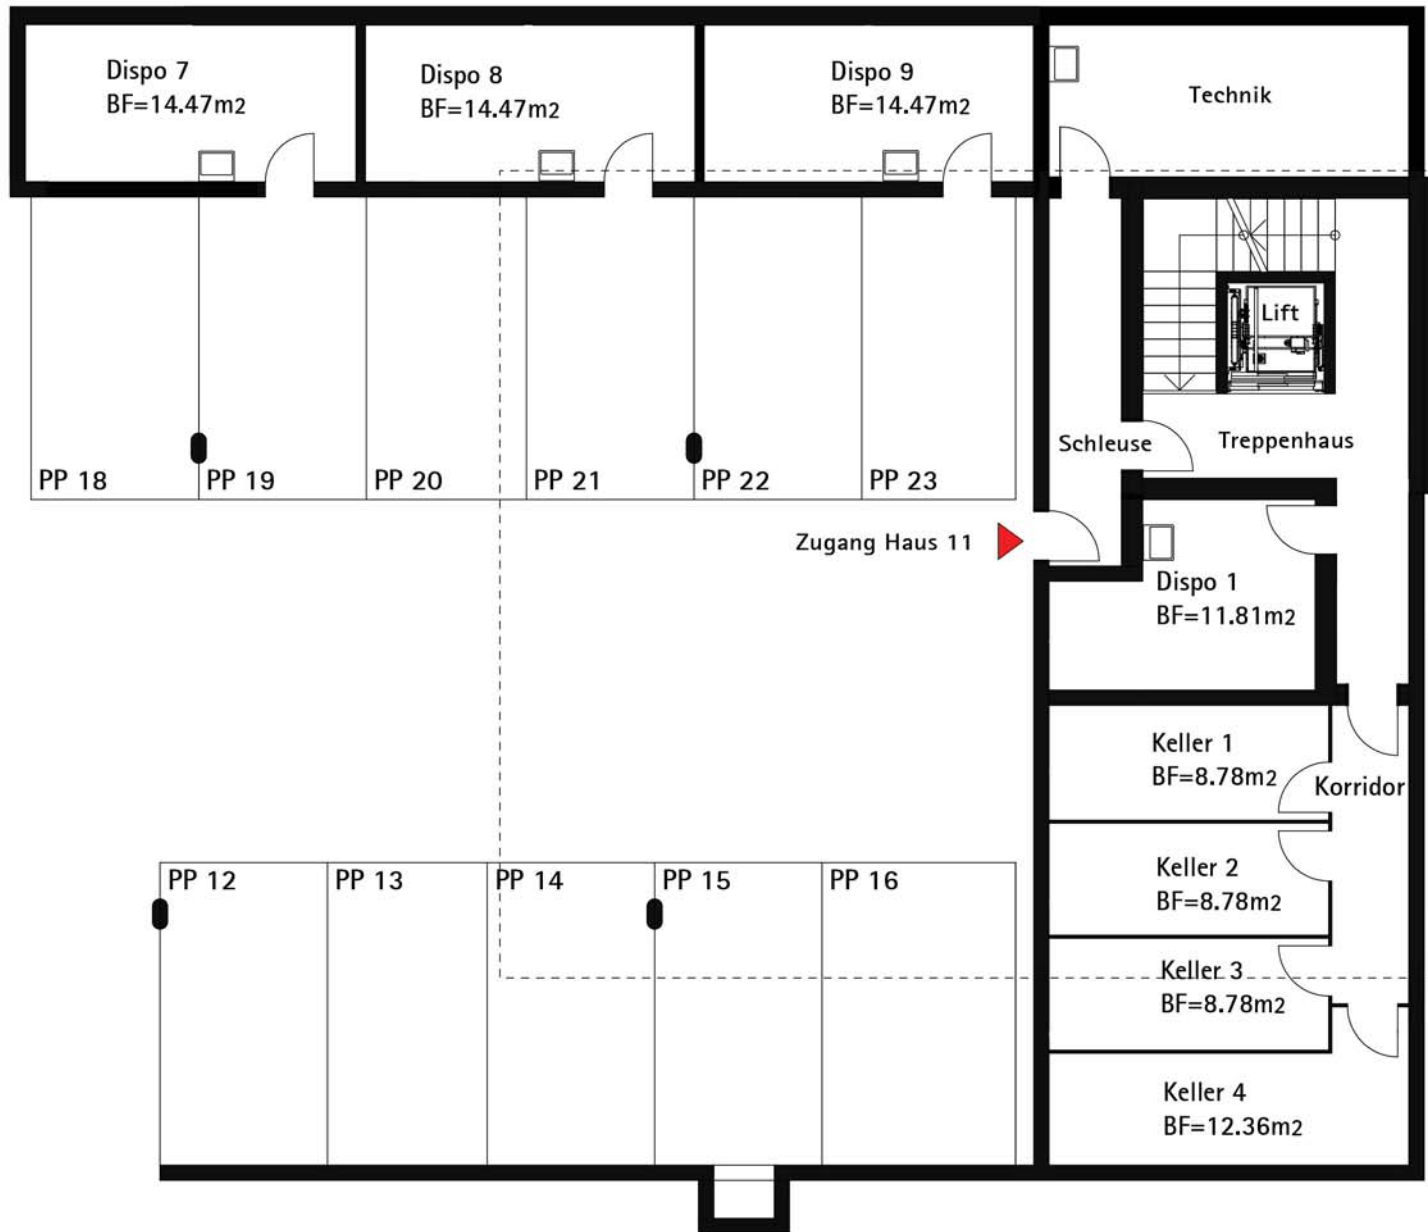 Dispo 7
BF=14.47m2
Dispo 8
BF=14.47m2
Dispo 9
BF=14.47m2
Technik
Lift
Schleuse
Treppenhaus
PP 18
PP 19
PP 20
PP 21
PP 22
PP 23
Zugang Haus 11
Dispo 1
BF=11.81m2
Keller 1
BF=8.78m2
Korridor
Keller 2
BF=8.78m2
PP 12
PP 13
PP 14
PP 15
PP 16
Keller 3
BF=8.78m2
Keller 4
BF=12.36m2